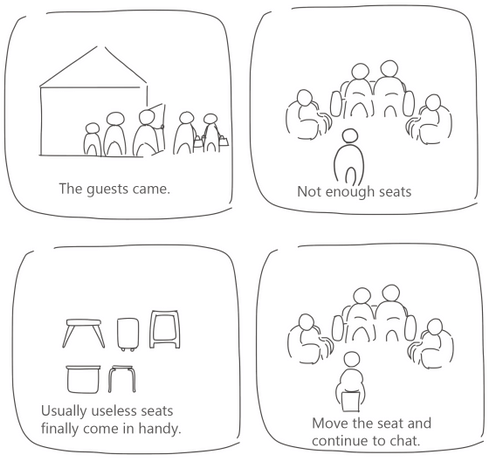 The guests came.
Not enough seats
Usually useless seats
finally come in handy.
Move the seat and
continue to chat.